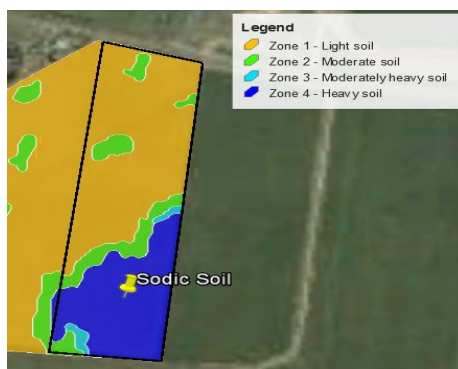 Legend
Zone 1 - Light soil
Zone 2 - Moderate soil
Zone 3 - Moderately heavy soil
Zone 4 - Heavy soil
Sodic Soil